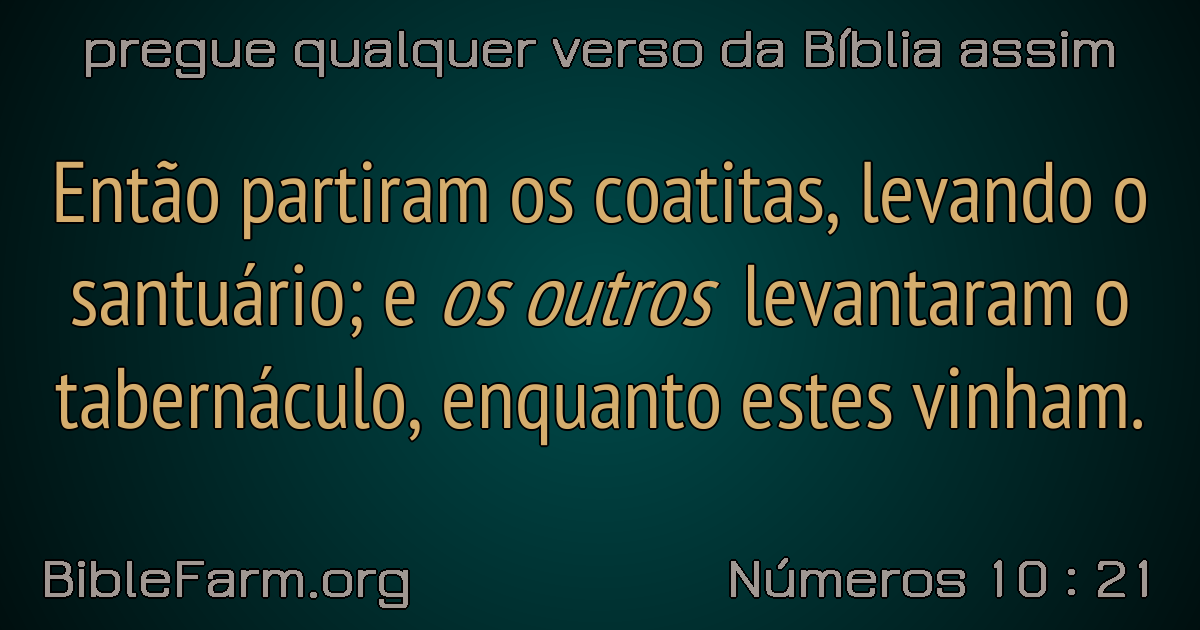 pregue qualquer verso da Bíblia assim
Então partiram os coatitas, levando o
santuário; e os outros levantaram o
tabernáculo, enquanto estes vinham.
BibleFarm.org
Números 10 : 21